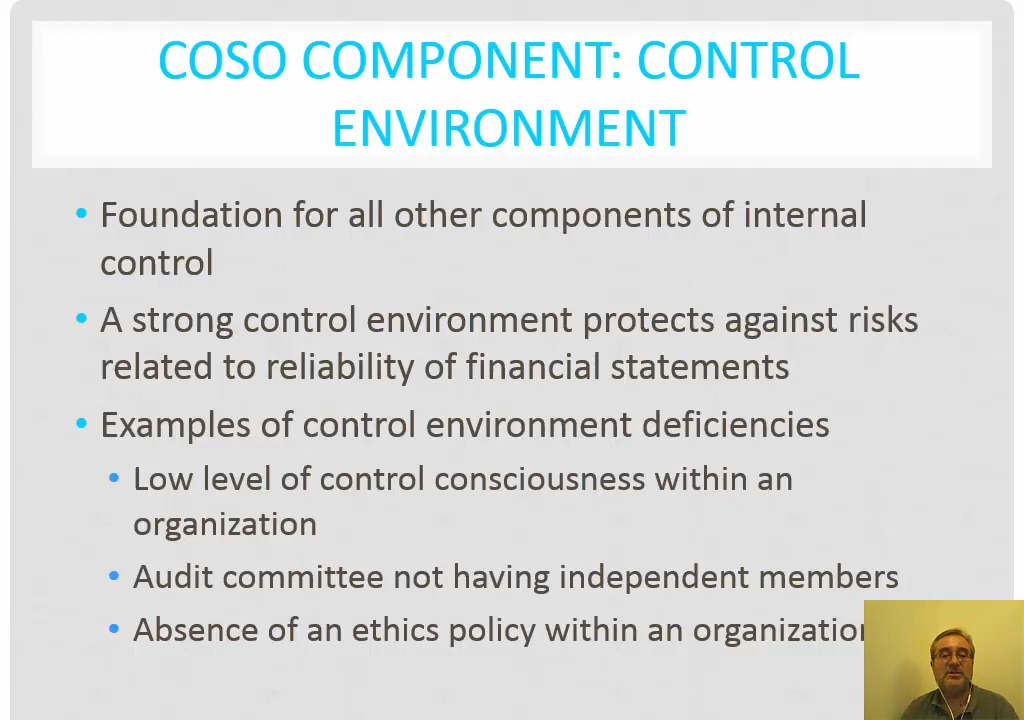 COSO COMPONENT: CONTROL
ENVIRONMENT
• Foundation for all other components of internal
control
• A strong control environment protects against risks
related to reliability of financial statements
• Examples of control environment deficiencies
• Low level of control consciousness within an
organization
• Audit committee not having independent members
• Absence of an ethics policy within an organization